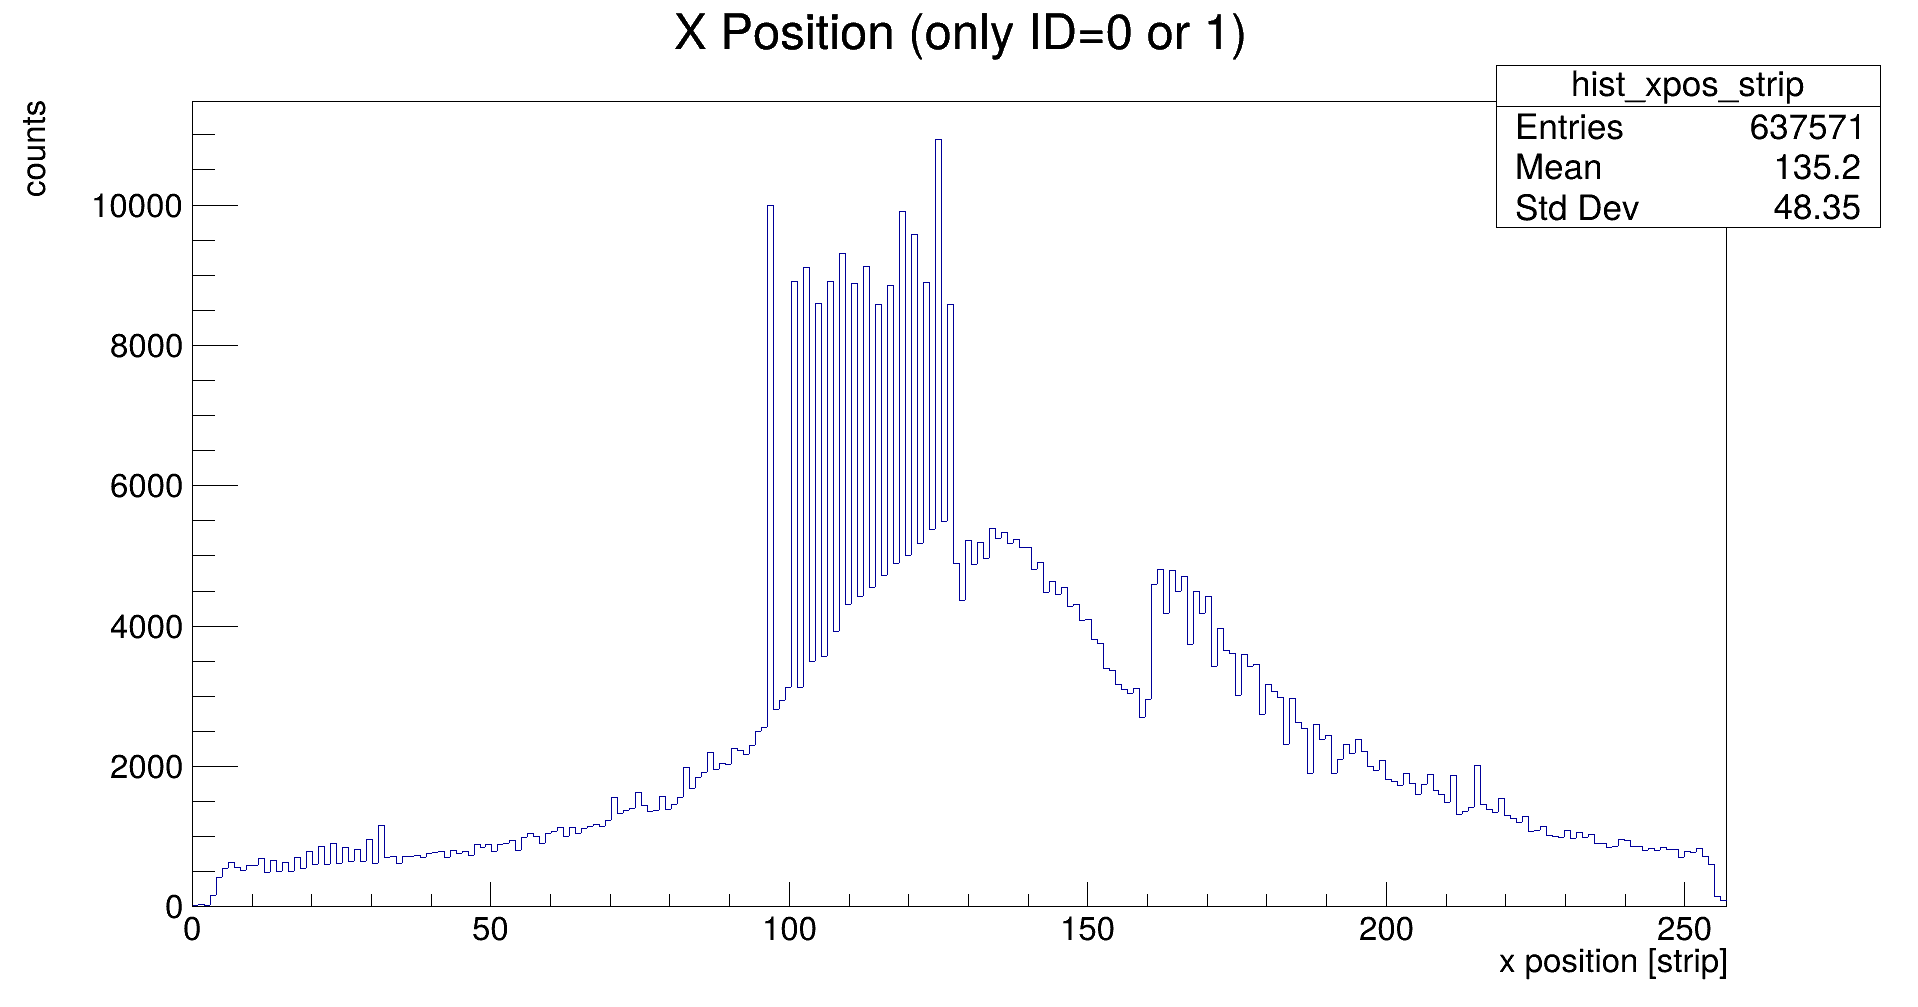 X Position (only ID=0 or 1)
hist_xpos_strip
Entries 637571
Mean 135.2
Std Dev 48.35
counts
10000
8000
6000
4000
2000
0
0 50 100 150 200 250
x position [strip]